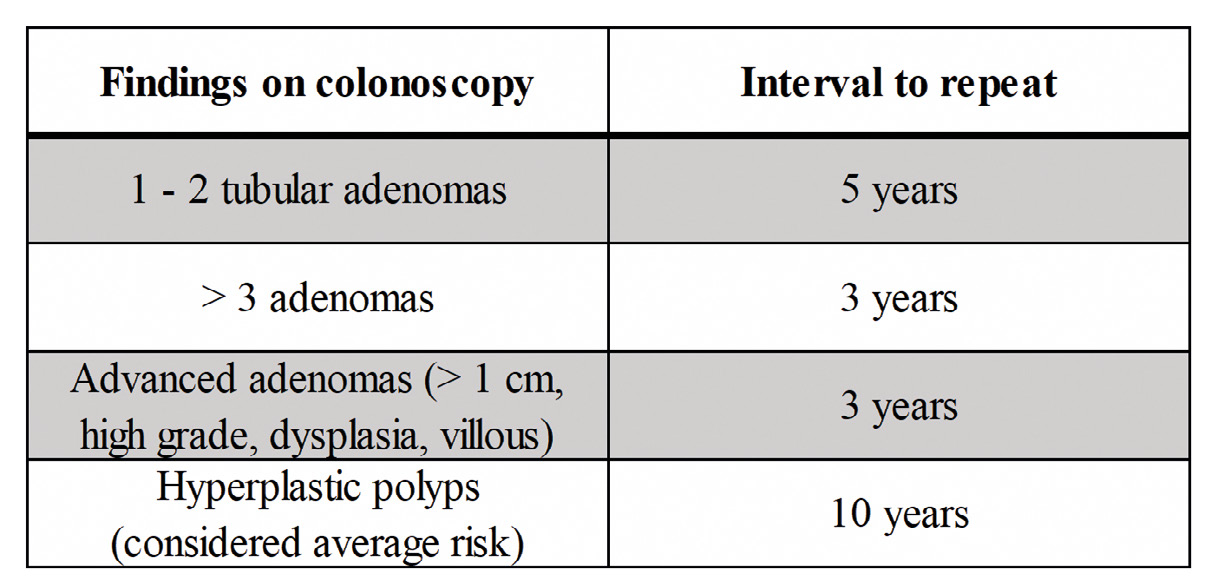 Findings on colonoscopy
Interval to repeat
1 - 2 tubular adenomas
5 years
> 3 adenomas
3 years
Advanced adenomas (> 1 cm,
high grade, dysplasia, villous)
3 years
Hyperplastic polyps
(considered average risk)
10 years